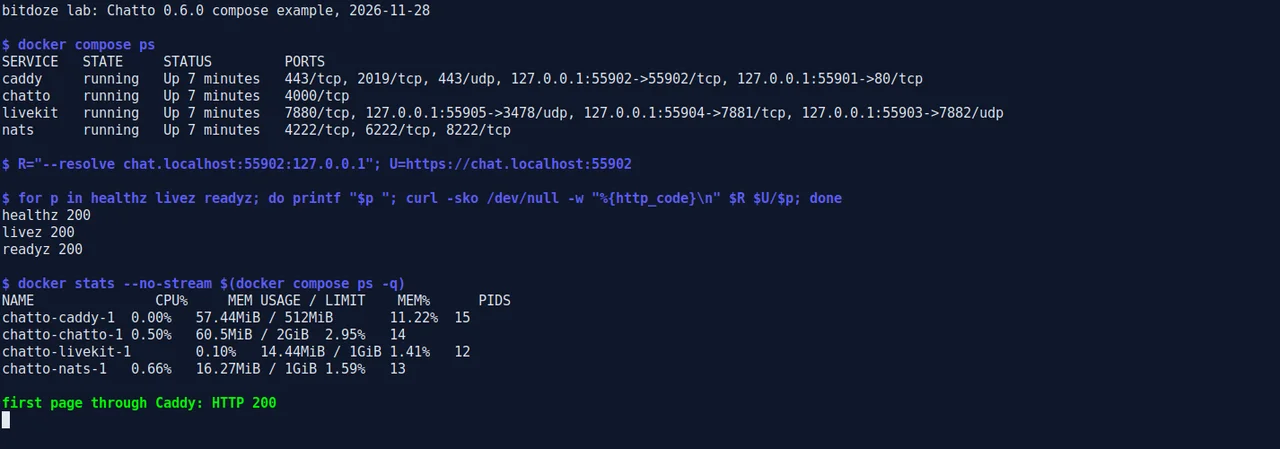 bitdoze lab: Chatto 0.6.0 compose example, 2026-11-28
$ docker compose ps
SERVICE   STATE     STATUS         PORTS
caddy     running   Up 7 minutes   443/tcp, 2019/tcp, 443/udp, 127.0.0.1:55902->55902/tcp, 127.0.0.1:55901->80/tcp
chatto    running   Up 7 minutes   4000/tcp
livekit   running   Up 7 minutes   7880/tcp, 127.0.0.1:55905->3478/udp, 127.0.0.1:55904->7881/tcp, 127.0.0.1:55903->7882/udp
nats      running   Up 7 minutes   4222/tcp, 6222/tcp, 8222/tcp
$ R="--resolve chat.localhost:55902:127.0.0.1"; U=https://chat.localhost:55902
$ for p in healthz livez readyz; do printf "$p "; curl -sko /dev/null -w "%{http_code}\n" $R $U/$p; done
healthz 200
livez 200
readyz 200
$ docker stats --no-stream $(docker compose ps -q)
NAME               CPU%     MEM USAGE / LIMIT    MEM%      PIDS
chatto-caddy-1  0.00%   57.44MiB / 512MiB       11.22%  15
chatto-chatto-1 0.50%   60.5MiB / 2GiB  2.95%   14
chatto-livekit-1        0.10%   14.44MiB / 1GiB 1.41%   12
chatto-nats-1   0.66%   16.27MiB / 1GiB 1.59%   13
first page through Caddy: HTTP 200